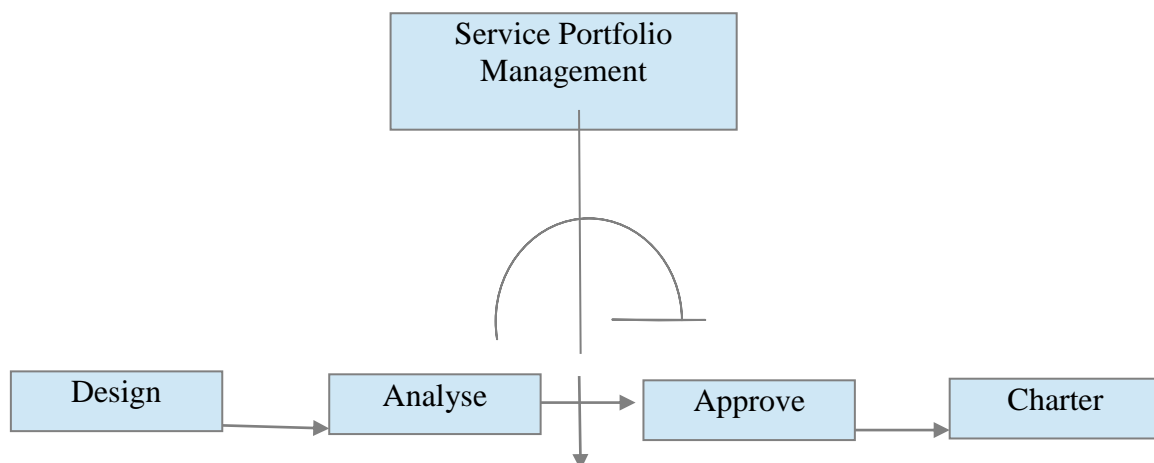 Service Portfolio
Management
Design
Analyse
Approve
Charter